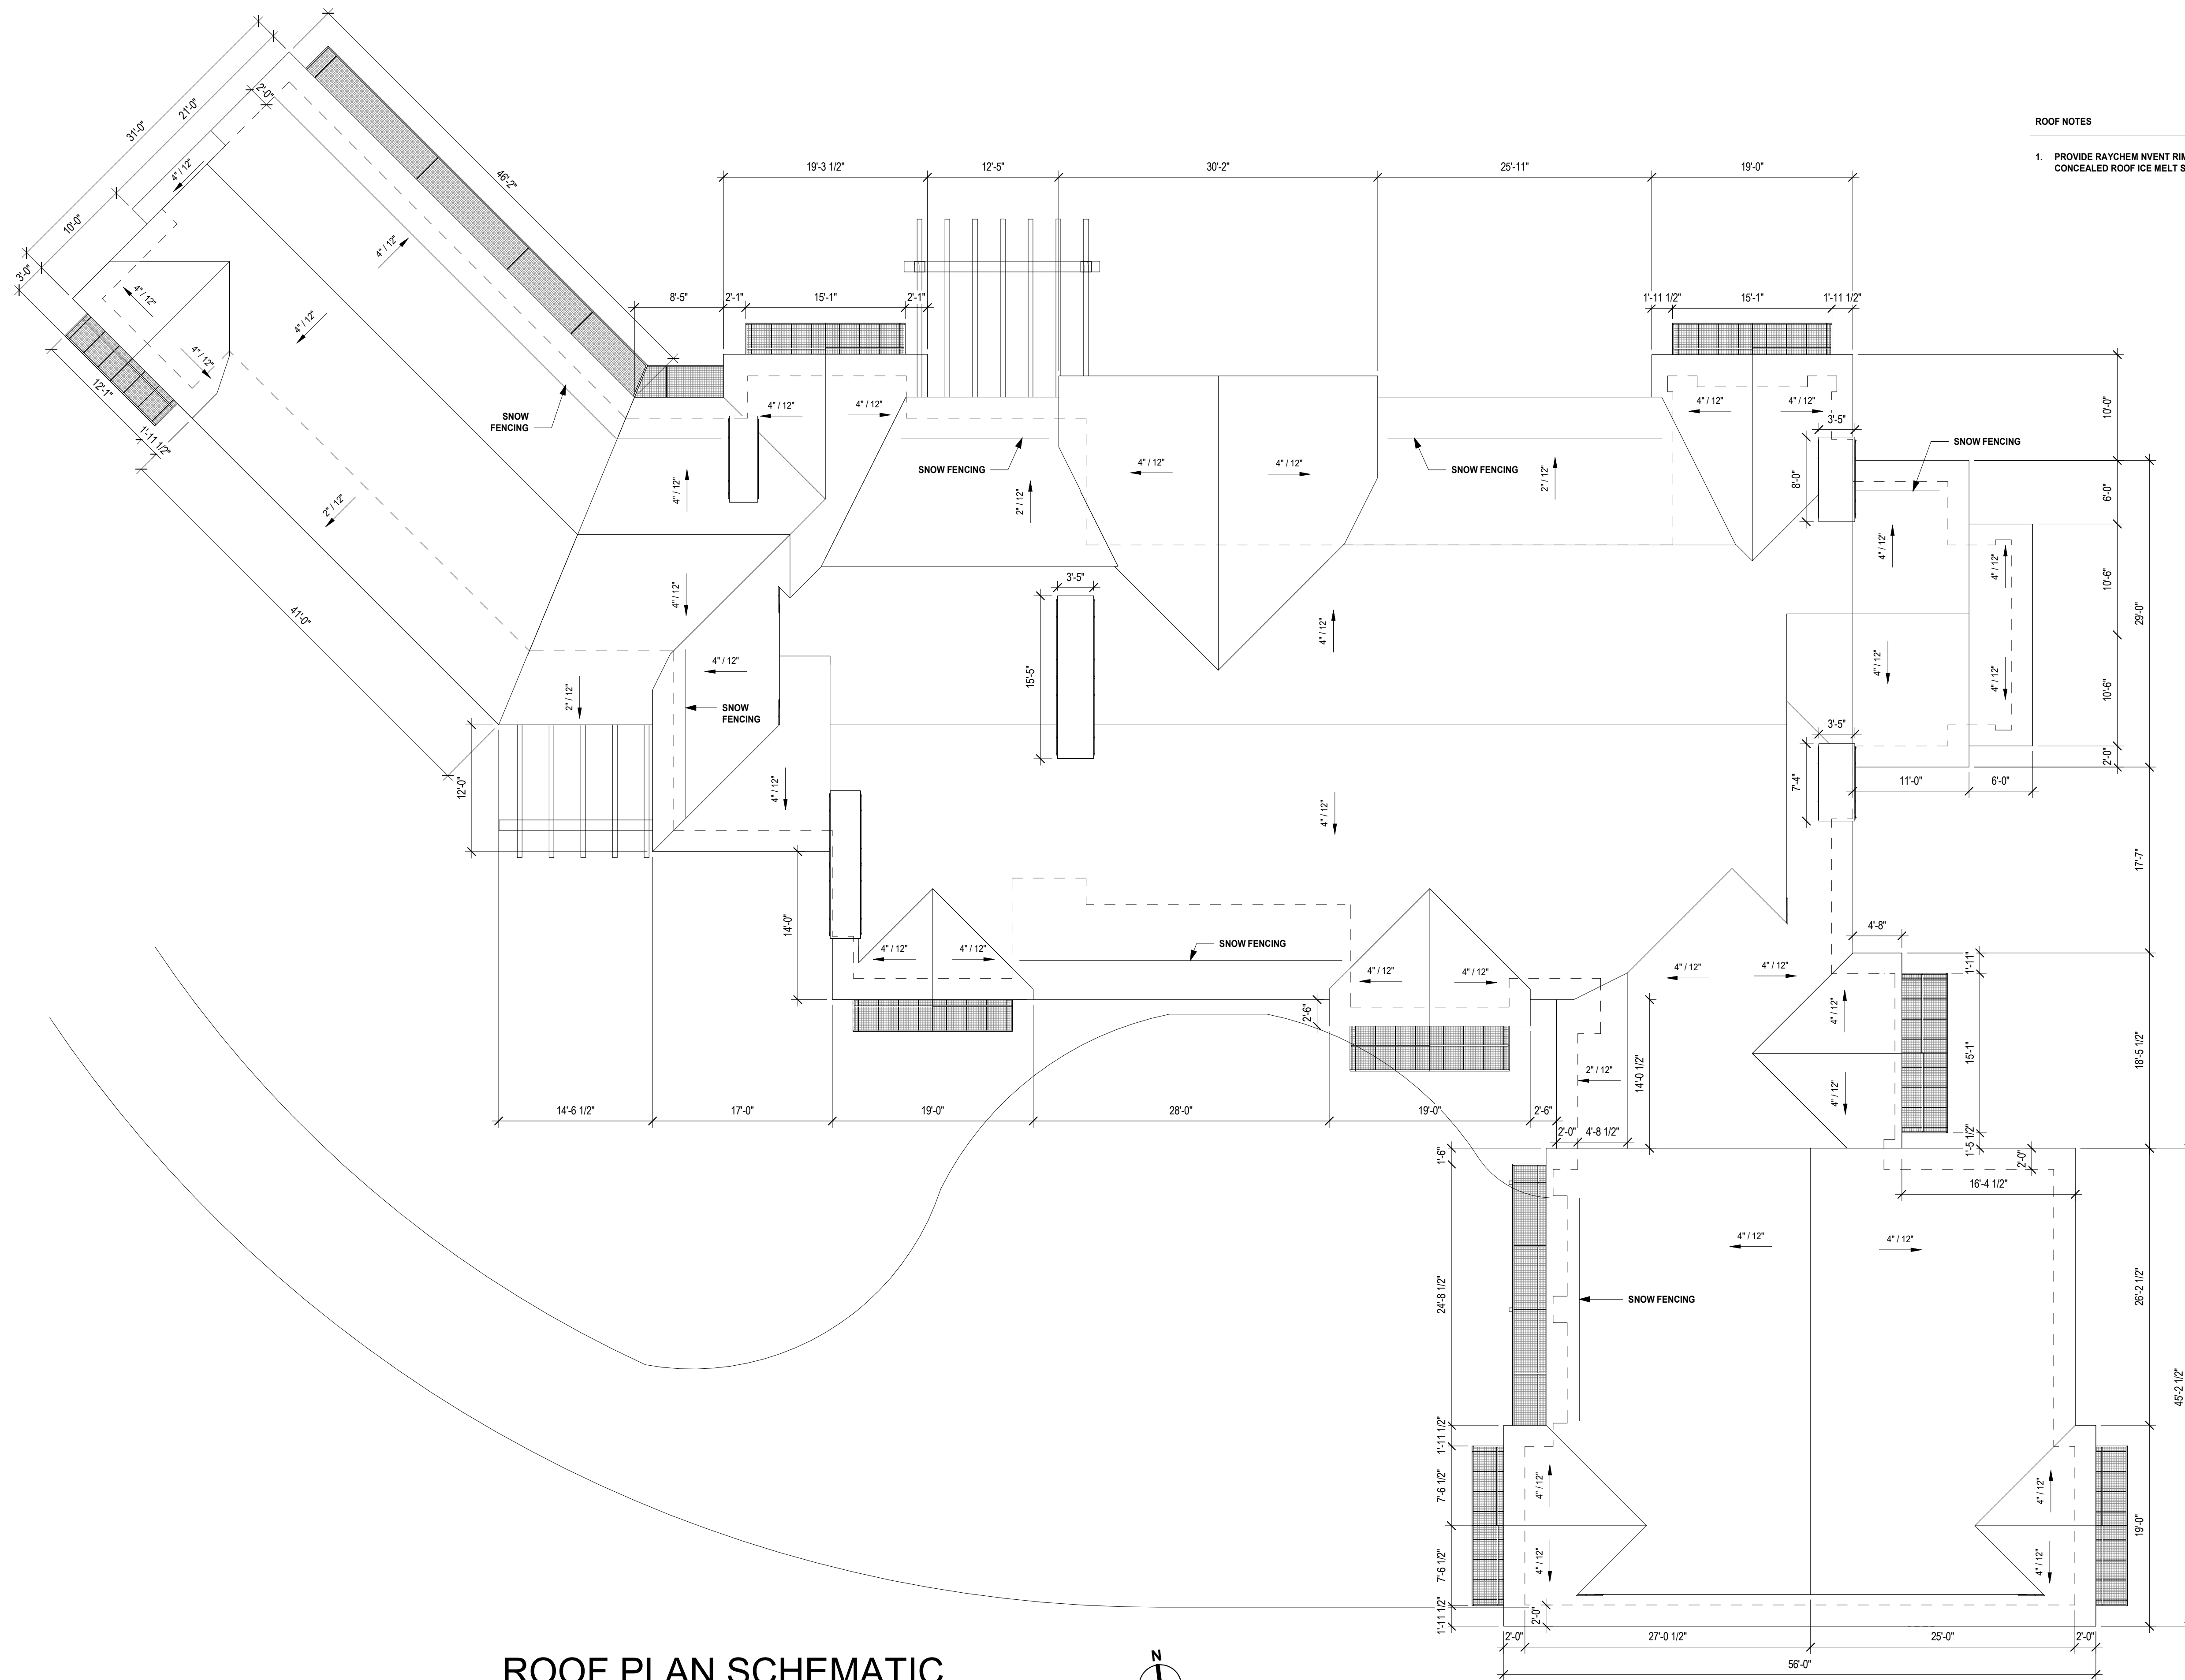 ROOF NOTES
1. PROVIDE RAYCHEM NVENT
CONCEALED ROOF ICE MELT
31'-0"
21'-0"
2'-0"
10'-0"
3'-0"
46'-2"
4" / 12"
4" / 12"
4" / 12"
4" / 12"
4" / 12"
2" / 12"
12'-1"
1'-11 1/2"
41'-0"
19'-3 1/2"
12'-5"
30'-2"
25'-11"
19'-0"
8'-5"
2'-1"
15'-1"
2'-1"
1'-11 1/2"
15'-1"
1'-11 1/2"
SNOW
FENCING
4" / 12"
4" / 12"
4" / 12"
SNOW FENCING
2" / 12"
4" / 12"
4" / 12"
SNOW FENCING
2" / 12"
4" / 12"
4" / 12"
3'-5"
8'-0"
SNOW FENCING
10'-0"
6'-0"
10'-6"
29'-0"
10'-6"
2'-0"
4" / 12"
4" / 12"
4" / 12"
4" / 12"
3'-5"
15'-5"
4" / 12"
4" / 12"
4" / 12"
2" / 12"
SNOW
FENCING
12'-0"
4" / 12"
4" / 12"
3'-5"
7'-4"
11'-0"
6'-0"
17'-7"
14'-0"
4" / 12"
4" / 12"
SNOW FENCING
4" / 12"
4" / 12"
2'-6"
4" / 12"
4" / 12"
4'-8"
1'-11"
4" / 12"
15'-1"
18'-5 1/2"
2" / 12"
14'-0 1/2"
4" / 12"
14'-6 1/2"
17'-0"
19'-0"
28'-0"
19'-0"
2'-6"
2'-0"
4'-8 1/2"
1'-5 1/2"
2'-0"
16'-4 1/2"
1'-6"
24'-8 1/2"
4" / 12"
4" / 12"
26'-2 1/2"
SNOW FENCING
45'-2 1/2"
1'-11 1/2"
7'-6 1/2"
4" / 12"
4" / 12"
19'-0"
7'-6 1/2"
4" / 12"
4" / 12"
1'-11 1/2"
2'-0"
2'-0"
27'-0 1/2"
25'-0"
2'-0"
56'-0"
N
ROOF PLAN SCHEMATIC